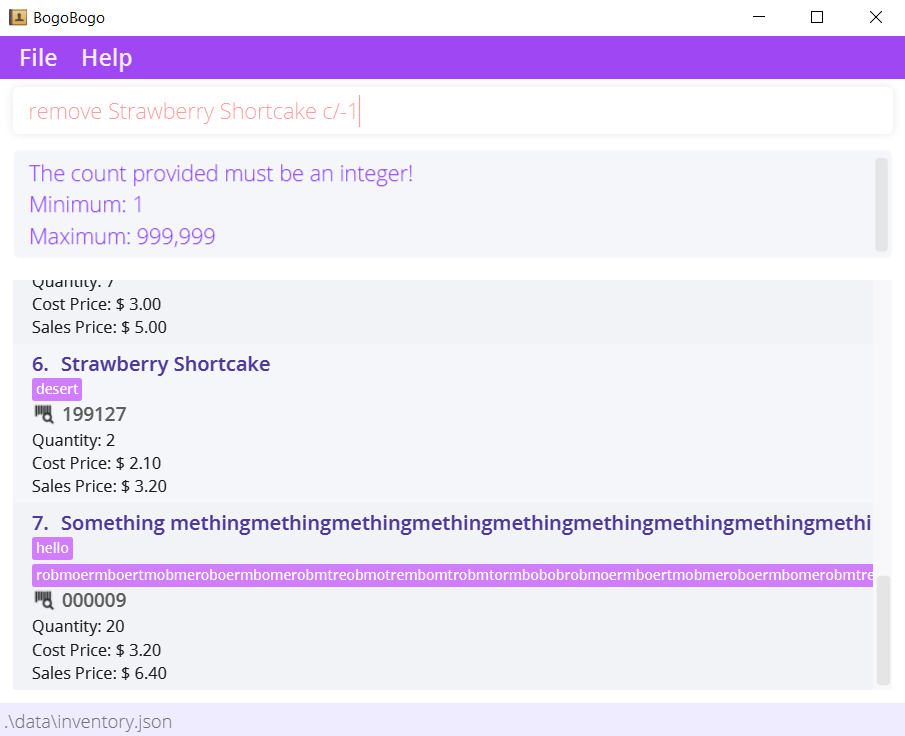 BogoBogo
File Help
remove Strawberry Shortcake c/-1
The count provided must be an integer!
Minimum: 1
Maximum: 999,999
Quantity: 7
Cost Price: $ 3.00
Sales Price: $ 5.00
6. Strawberry Shortcake
desert
199127
Quantity: 2
Cost Price: $ 2.10
Sales Price: $ 3.20
7. Something methingmethingmethingmethingmethingmethingmethingmethingmethi
hello
robmoermboertmobmeroboermbomerobmtreobmotrembomtrobmtormbobobrobmoermboertmobmeroboermbomerobmtre
000009
Quantity: 20
Cost Price: $ 3.20
Sales Price: $ 6.40
.\data\inventory.json